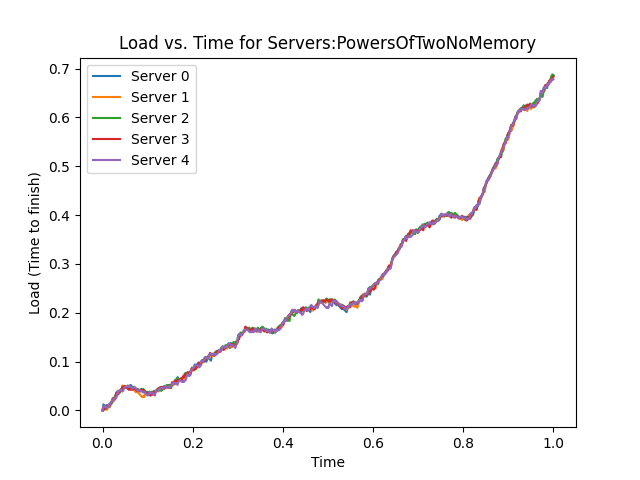 Load vs. Time for Servers:PowersOfTwoNoMemory
Server 0
Server 1
Server 2
Server 3
Server 4
Load (Time to finish)
0.7
0.6
0.5
0.4
0.3
0.2
0.1
0.0
0.0 0.2 0.4 0.6 0.8 1.0
Time